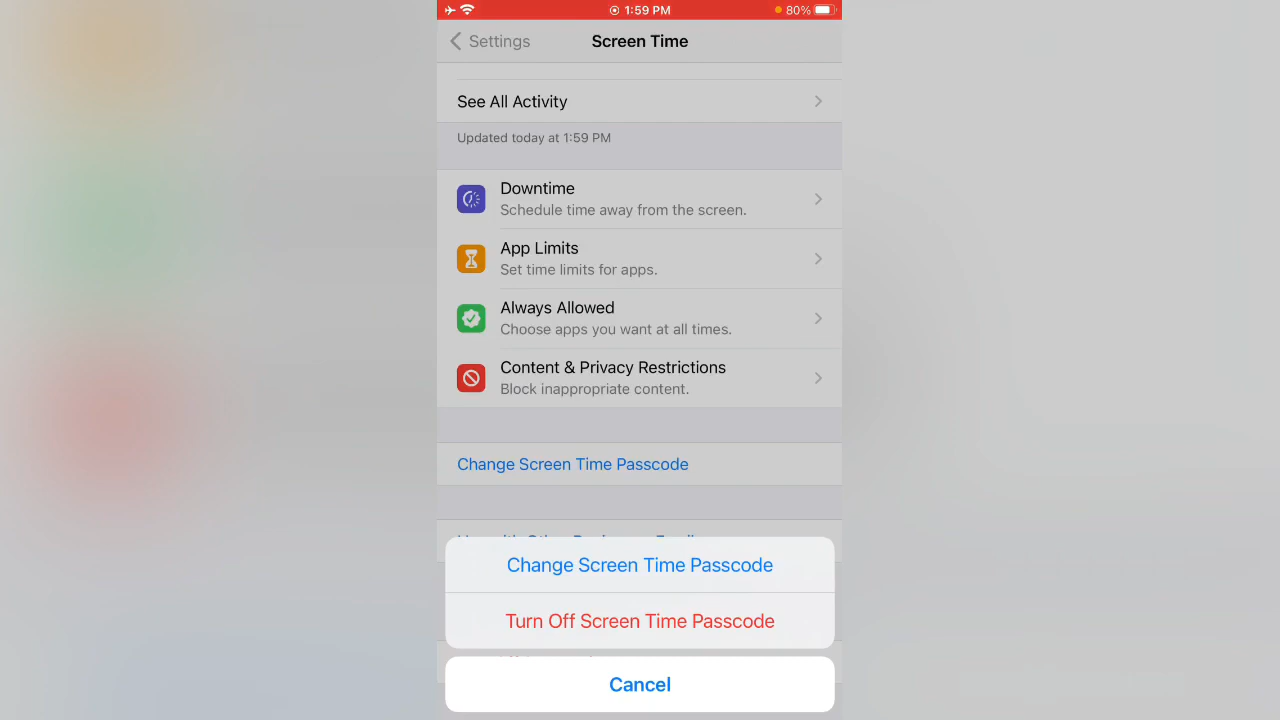 1:59 PM
80%
Settings
Screen Time
See All Activity
Updated today at 1:59 PM
Downtime
Schedule time away from the screen.
App Limits
Set time limits for apps.
Always Allowed
Choose apps you want at all times.
Content & Privacy Restrictions
Block inappropriate content.
Change Screen Time Passcode
Change Screen Time Passcode
Turn Off Screen Time Passcode
Cancel